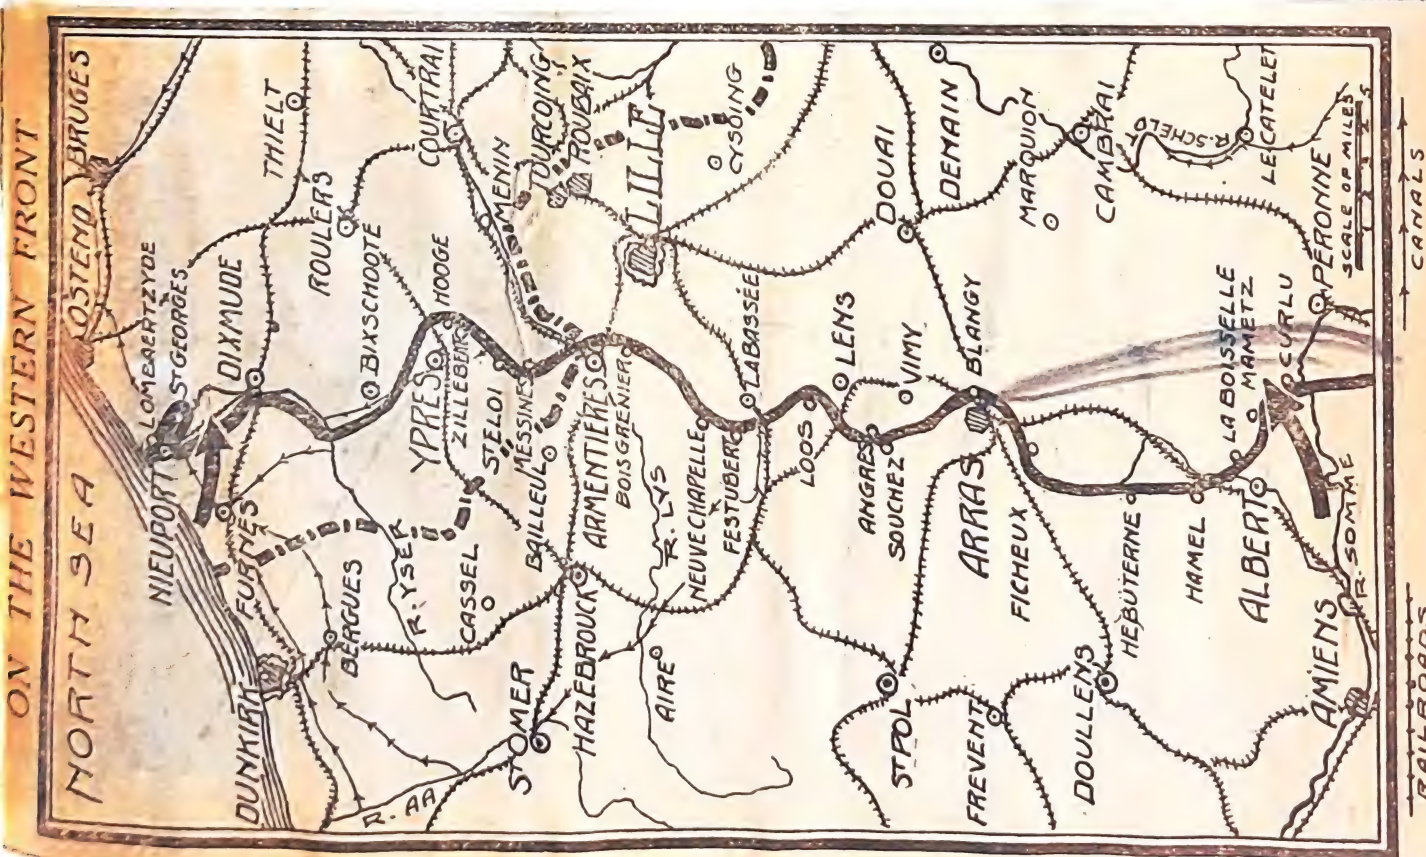 ON THE WESTERN FRONT
NORTH SEA
OSTEND
BRUGES
LOMBAERTZYDE
ST GEORGES
NIEUPORT
DIXMUDE
THIELT
ROULERS
FURNES
DUNKIRK
BERGUES
BIXSCHOOTE
COURTRAI
HOOGE
YPRES
ZILLEBEKE
STELOI
MESSINES
MENIN
TOURCOING
ROUBAIX
R. YSER
CASSEL
BAILLEUL
ARMENTIÈRES
BOISGRENIER
LILLE
CYSOING
R. AA
ST OMER
HAZEBROUCK
AIRE
R. LYS
NEUVE CHAPELLE
FESTUBERT
LABASSÉE
LOOS
LENS
DOUAI
DEMAIN
ANGRES
SOUCHEZ
VIMY
ST POL
ARRAS
BLANGY
FREVENT
FICHEUX
MARQUION
CAMBRAI
R. SCHELDT
DOULLENS
HEBUTERNE
HAMEL
ALBERT
LA BOISSELLE
MAMETZ
CURLU
LE CATELET
PERONNE
AMIENS
R. SOMME
SCALE OF MILES
5
RAILROADS
CANALS